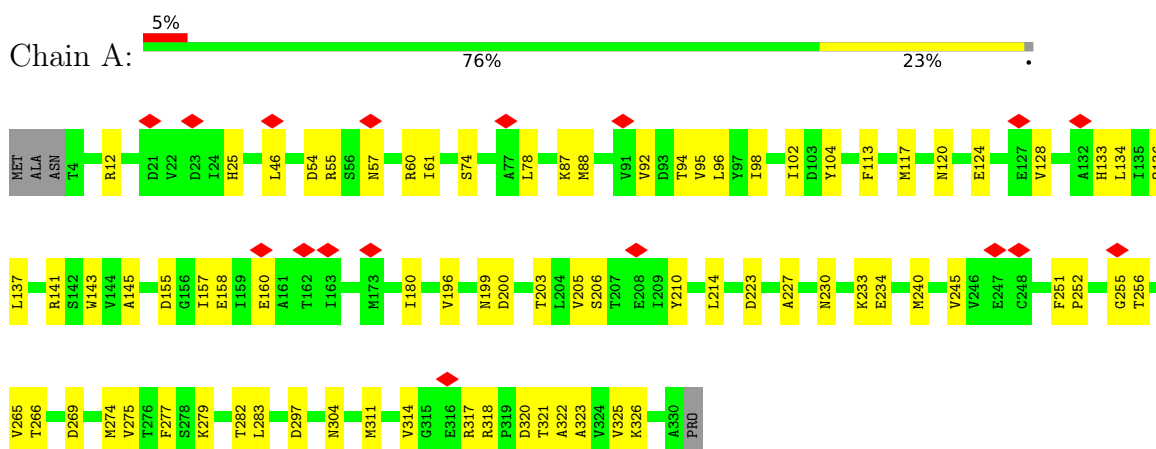 5%
Chain A:
76% 23% •
MET ALA ASN T4 R12 D21 V22 D23 I24 H25 L46 D54 R55 S56 N57 R60 I61 S74 A77 L78 K87 M88 V91 V92 D93 T94 V95 L96 Y97 I98 I102 D103 Y104 F113 M117 N120 E124 E127 V128 A132 H133 L134 I135
L137 R141 S142 W143 V144 A145 D155 G156 I157 E158 I159 E160 A161 T162 I163 M173 I180 V196 N199 D200 T203 L204 V205 S206 T207 E208 I209 Y210 L214 D223 A227 N230 K233 E234 M240 V245 V246 E247 C248 F251 P252 G255 T256
V265 T266 D269 M274 V275 T276 F277 S278 K279 T282 L283 D297 N304 M311 V314 G315 E316 R317 R318 P319 D320 T321 A322 A323 V324 V325 K326 A330 PRO